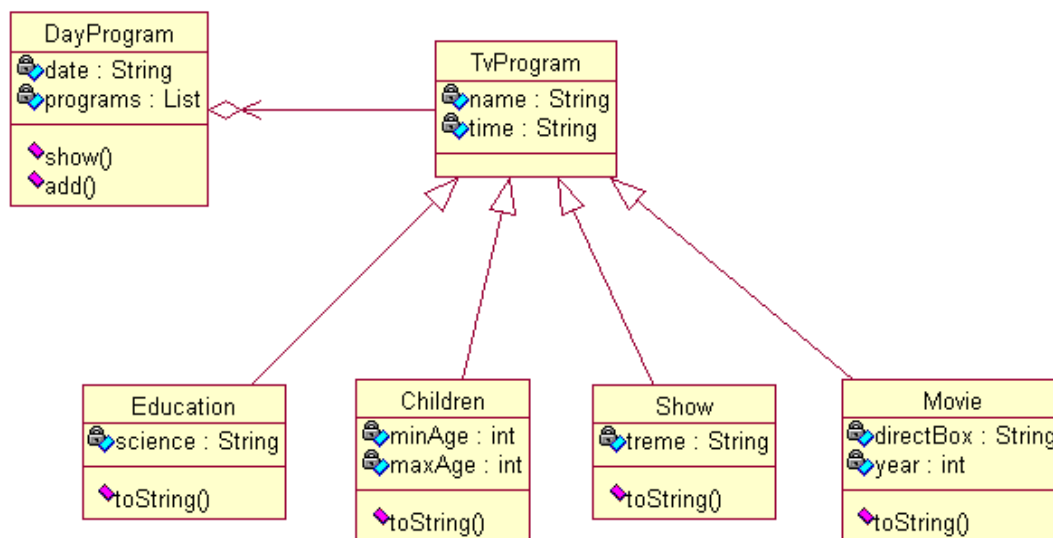 DayProgram
date : String
programs : List
show()
add()
TvProgram
name : String
time : String
Education
science : String
toString()
Children
minAge : int
maxAge : int
toString()
Show
treme : String
toString()
Movie
directBox : String
year : int
toString()